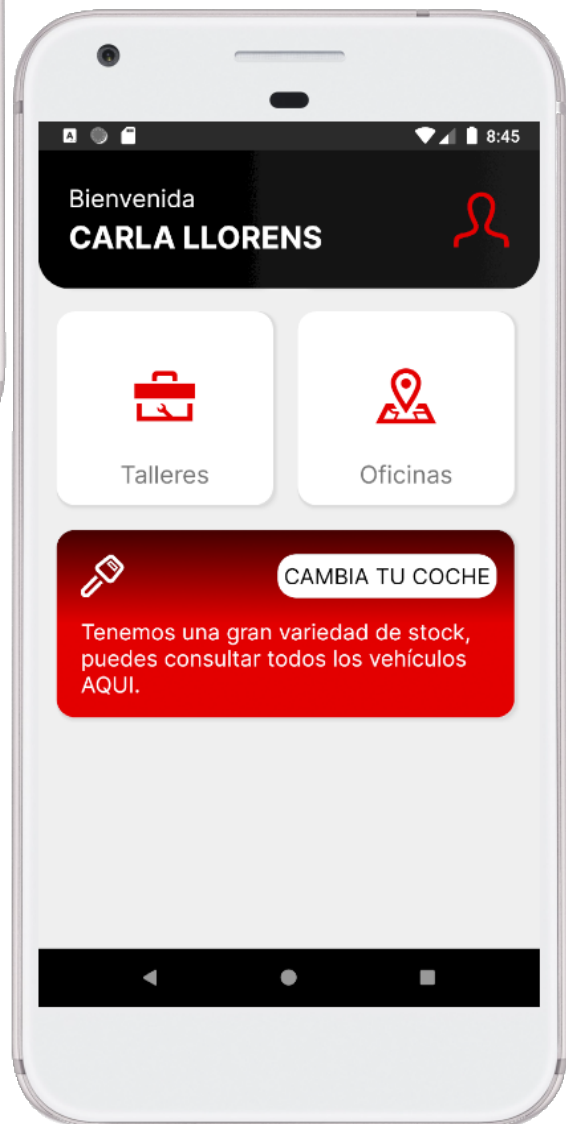 A
8:45
Bienvenida
CARLA LLORENS
Talleres
Oficinas
CAMBIA TU COCHE
Tenemos una gran variedad de stock,
puedes consultar todos los vehículos
AQUI.